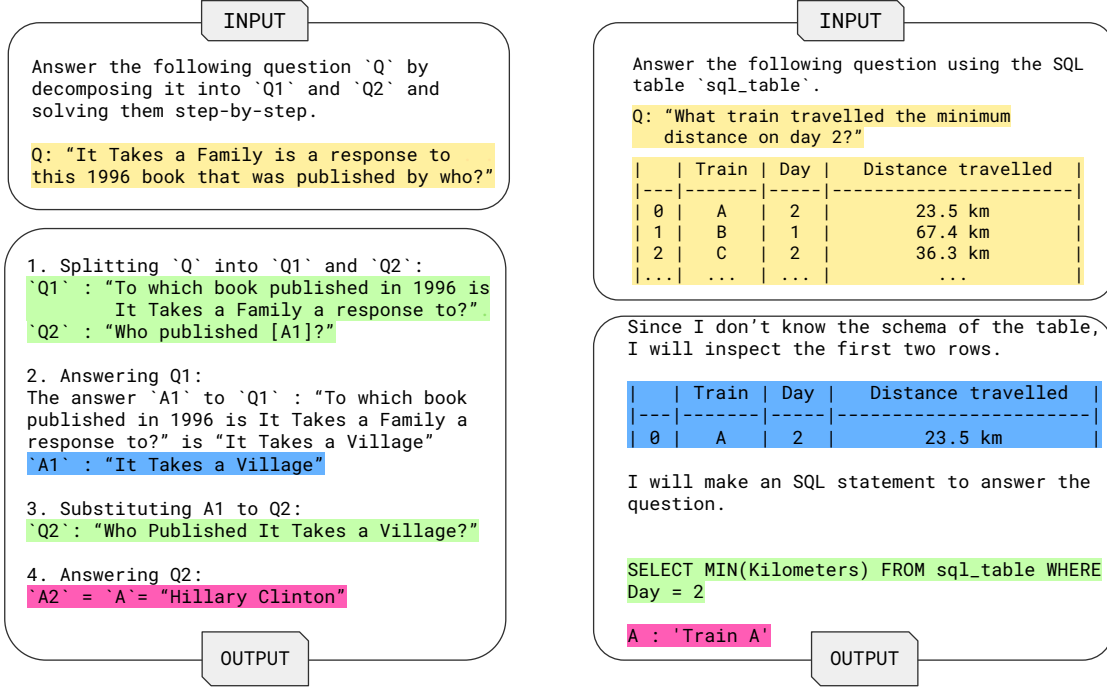 INPUT
Answer the following question `Q` by
decomposing it into `Q1` and `Q2` and
solving them step-by-step.
Q: “It Takes a Family is a response to
this 1996 book that was published by who?”
1. Splitting `Q` into `Q1` and `Q2`:
`Q1` : “To which book published in 1996 is
It Takes a Family a response to?”
`Q2` : “Who published [A1]?”
2. Answering Q1:
The answer `A1` to `Q1` : “To which book
published in 1996 is It Takes a Family a
response to?” is “It Takes a Village”
`A1` : “It Takes a Village”
3. Substituting A1 to Q2:
`Q2`: “Who Published It Takes a Village?”
4. Answering Q2:
`A2` = `A`= “Hillary Clinton”
OUTPUT
INPUT
Answer the following question using the SQL
table `sql_table`.
Q: “What train travelled the minimum
distance on day 2?”
|   | Train | Day |   Distance travelled  |
|---|-------|-----|-----------------------|
| 0 |   A   |  2  |        23.5 km        |
| 1 |   B   |  1  |        67.4 km        |
| 2 |   C   |  2  |        36.3 km        |
|...|  ...  | ... |          ...          |
Since I don’t know the schema of the table,
I will inspect the first two rows.
|   | Train | Day |   Distance travelled  |
|---|-------|-----|-----------------------|
| 0 |   A   |  2  |        23.5 km        |
I will make an SQL statement to answer the
question.
SELECT MIN(Kilometers) FROM sql_table WHERE
Day = 2
A : 'Train A'
OUTPUT